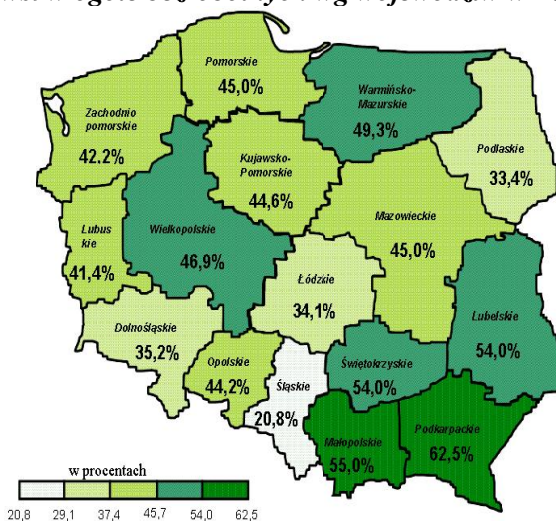 Pomorskie
45,0%
Warmińsko-
Mazurskie
49,3%
Zachodnio
pomorskie
42.2%
Kujawsko-
Pomorskie
44,6%
Podlaskie
33,4%
Lubus
kie
41,4%
Wielkopolskie
46,9%
Mazowieckie
45,0%
Łódzkie
34,1%
Dolnośląskie
35,2%
Lubelskie
54,0%
Opolskie
44,2%
Śląskie
20,8%
Świętokrzyskie
54,0%
Małopolskie
55,0%
Podkarpackie
62,5%
w procentach
20,8 29,1 37,4 45,7 54,0 62,5